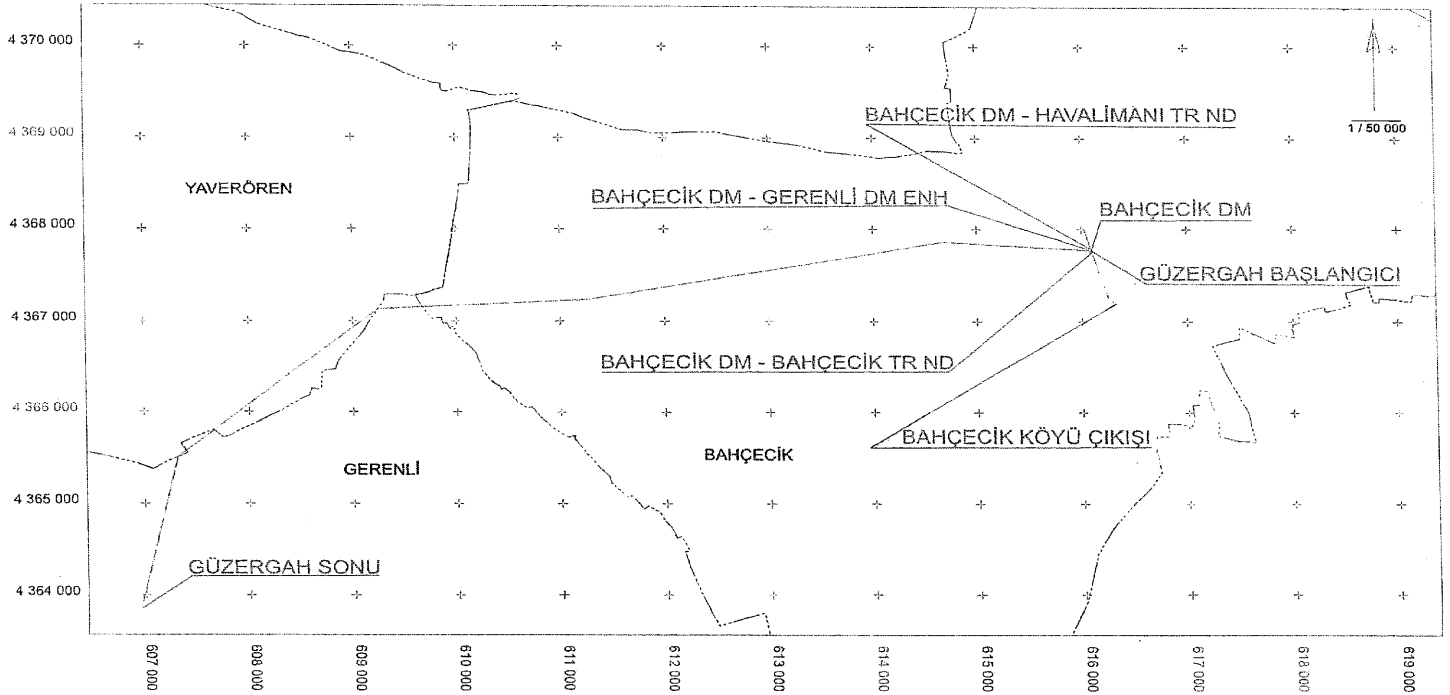 4 370 000
4 369 000
4 368 000
4 367 000
4 366 000
4 365 000
4 364 000
1 / 50 000
BAHÇECİK DM - HAVALİMANI TR ND
YAVERÖREN
BAHÇECİK DM - GERENLİ DM ENH
BAHÇECİK DM
GÜZERGAH BAŞLANGICI
BAHÇECİK DM - BAHÇECİK TR ND
BAHÇECİK KÖYÜ ÇIKIŞI
BAHÇECİK
GERENLİ
GÜZERGAH SONU
607 000
608 000
609 000
610 000
611 000
612 000
613 000
614 000
615 000
616 000
617 000
618 000
619 000